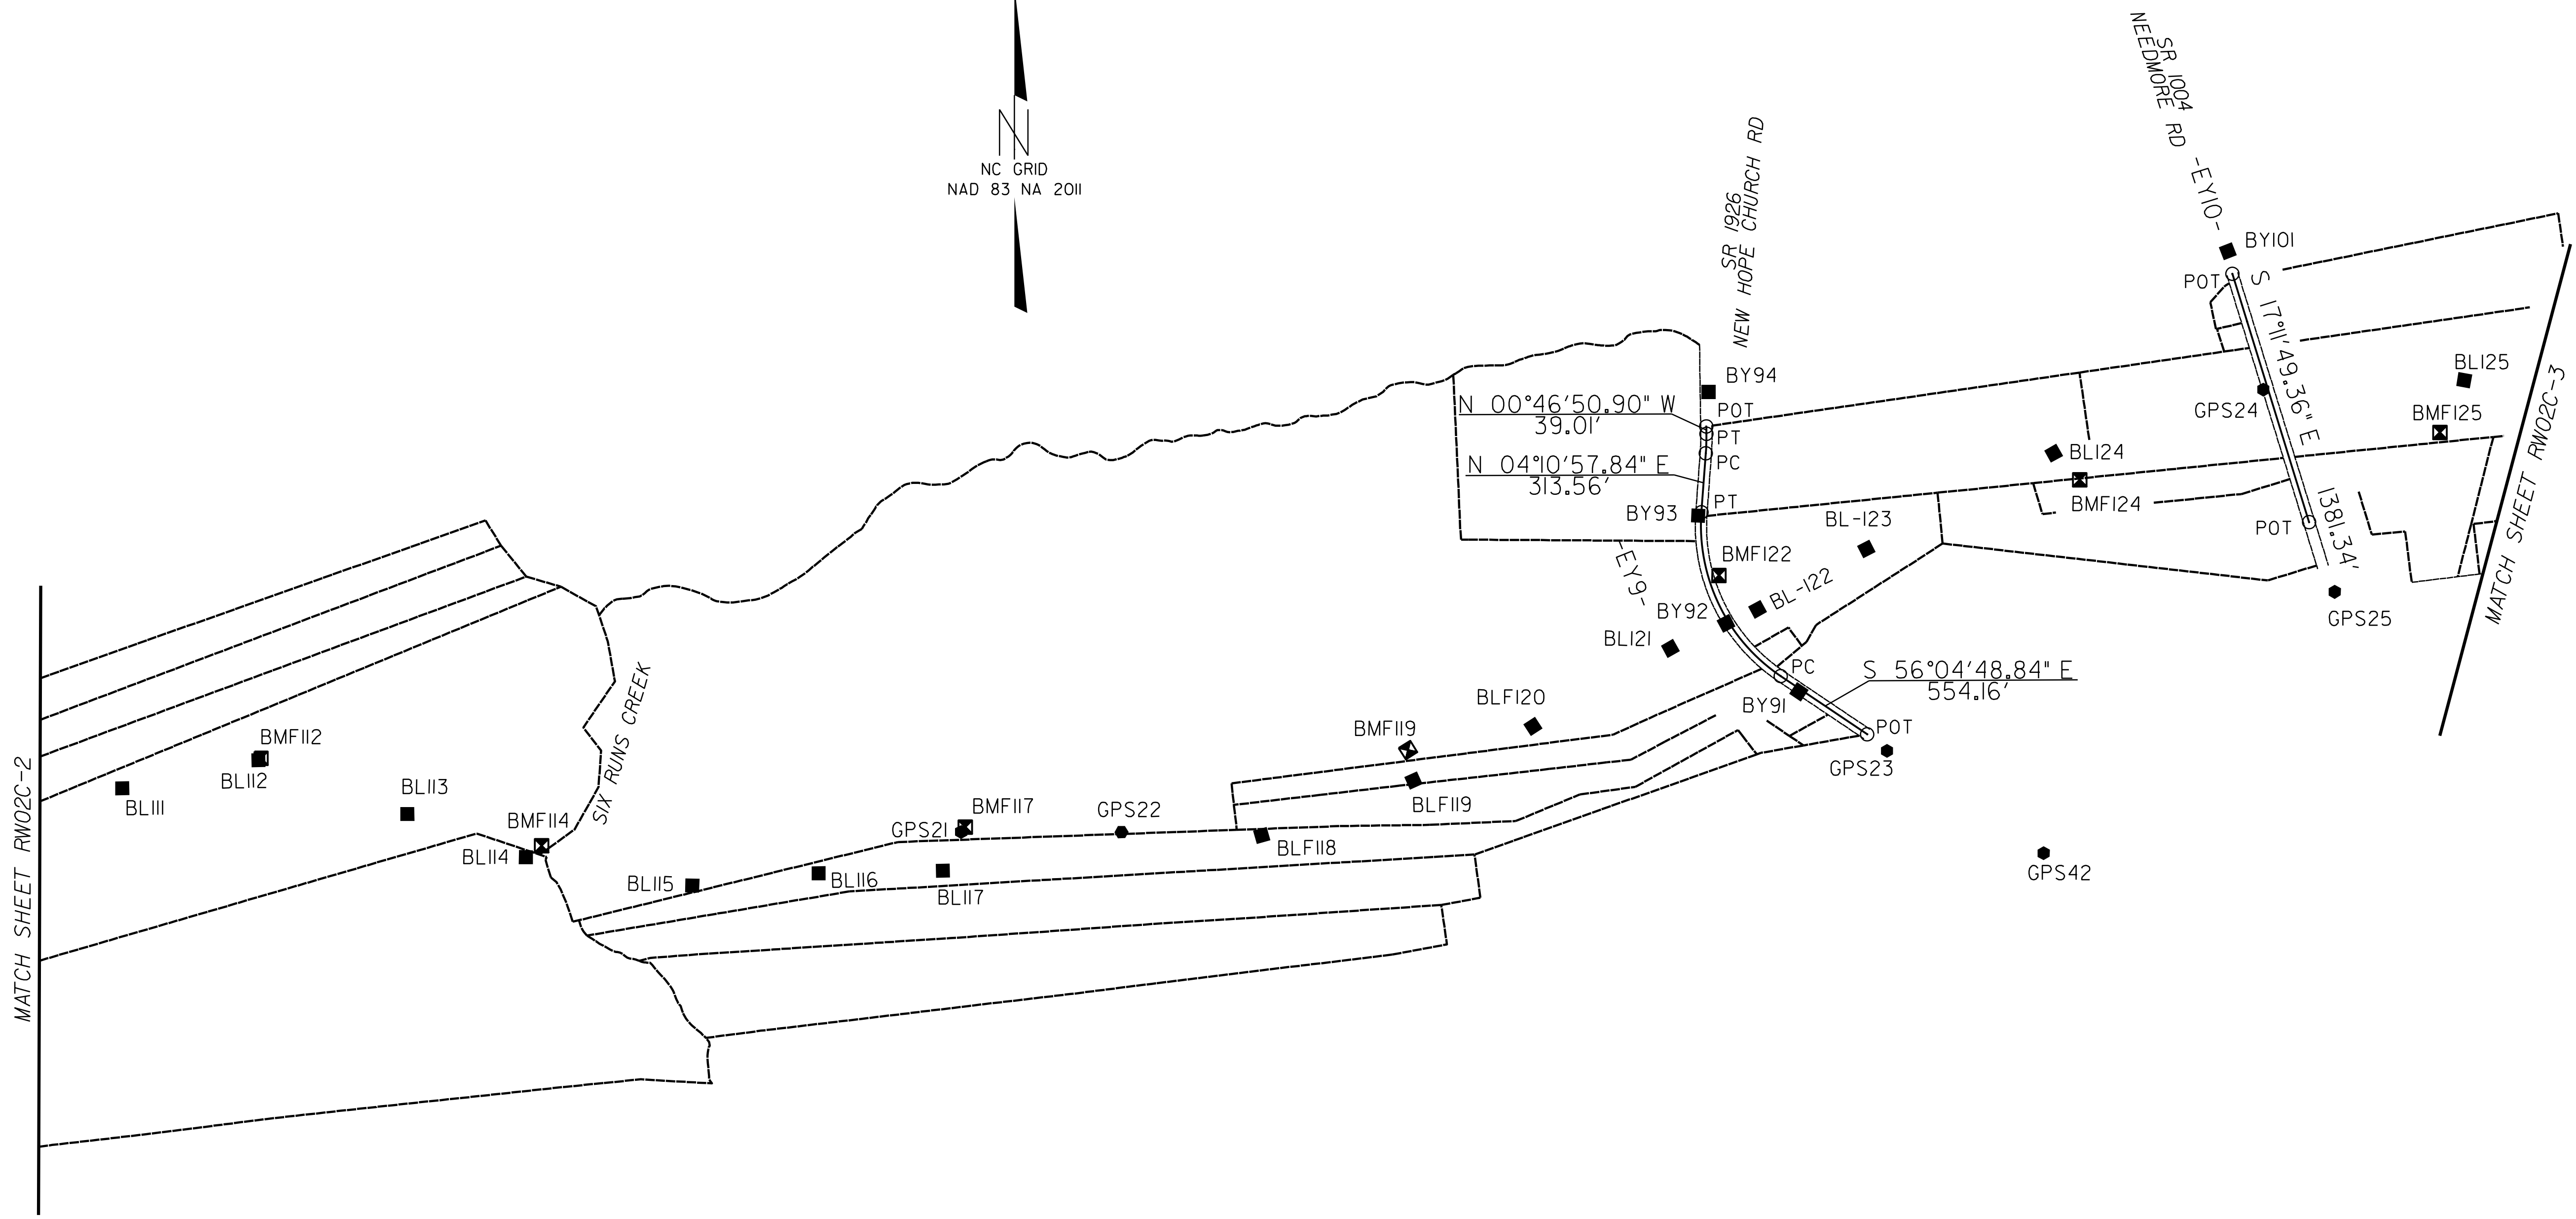 SR 1004
NEEDMORE RD
-EY10-
NC GRID
NAD 83 NA 2011
SR 1926
NEW HOPE CHURCH RD
BY101
POT
S 17°11'49.36" E
1381.34'
BY94
POT
N 00°46'50.90" W
39.01'
PT
PC
N 04°10'57.84" E
313.56'
PT
BY93
-EY9-
GPS24
BL125
BMF125
BL124
BMF124
POT
GPS25
MATCH SHEET RW02C-3
BL-123
BMF122
BL-122
BY92
BL121
PC
S 56°04'48.84" E
554.16'
BY91
POT
GPS23
GPS42
BLF120
BMF119
BLF119
BLF118
GPS22
BMF117
GPS21
BL117
BL116
BL115
SIX RUNS CREEK
BMF114
BL114
BL113
BMF112
BL112
BL111
MATCH SHEET RW02C-2